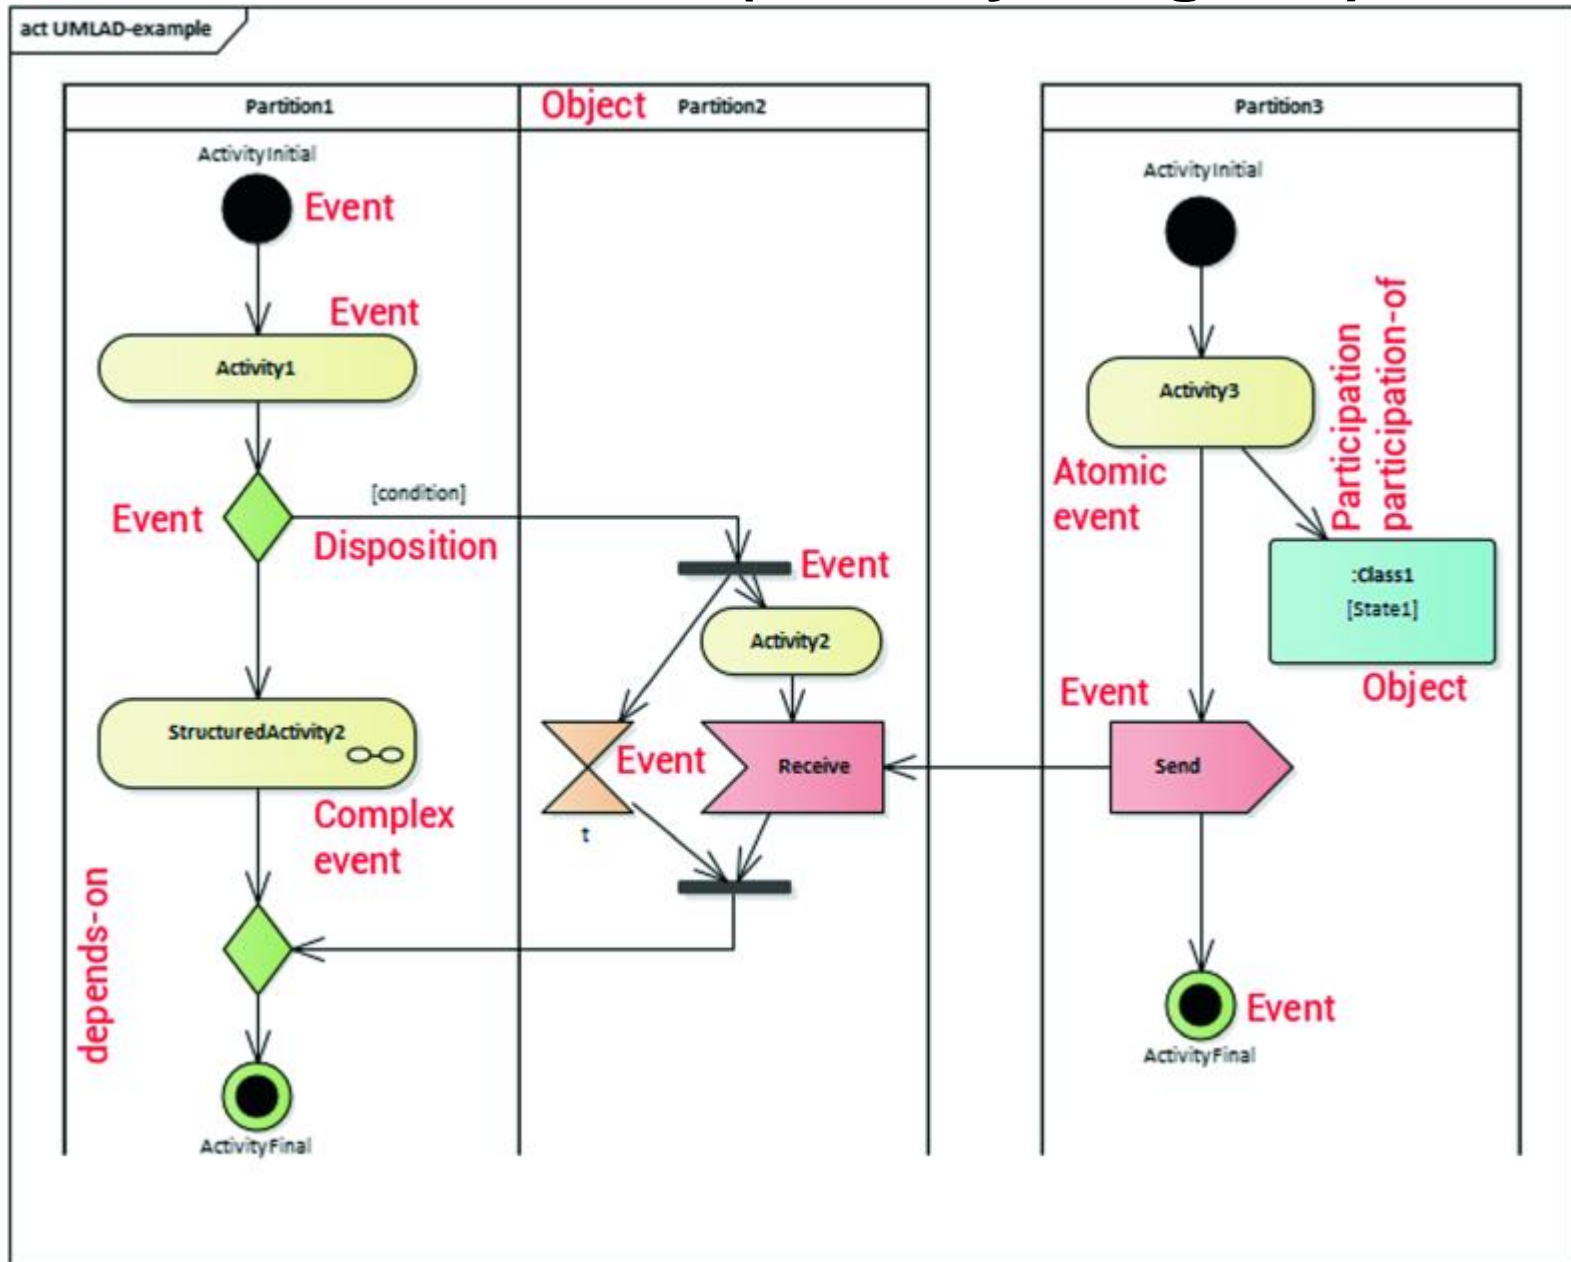 act UMLAD-example
Partition1
Object
Partition2
Partition3
ActivityInitial
Event
Event
Activity1
Event
[condition]
Disposition
Event
Activity2
StructuredActivity2
Complex
event
Event
t
Receive
depends-on
ActivityFinal
ActivityInitial
Activity3
Participation
participation-of
Atomic
event
:Class1
[State1]
Object
Event
Send
Event
ActivityFinal